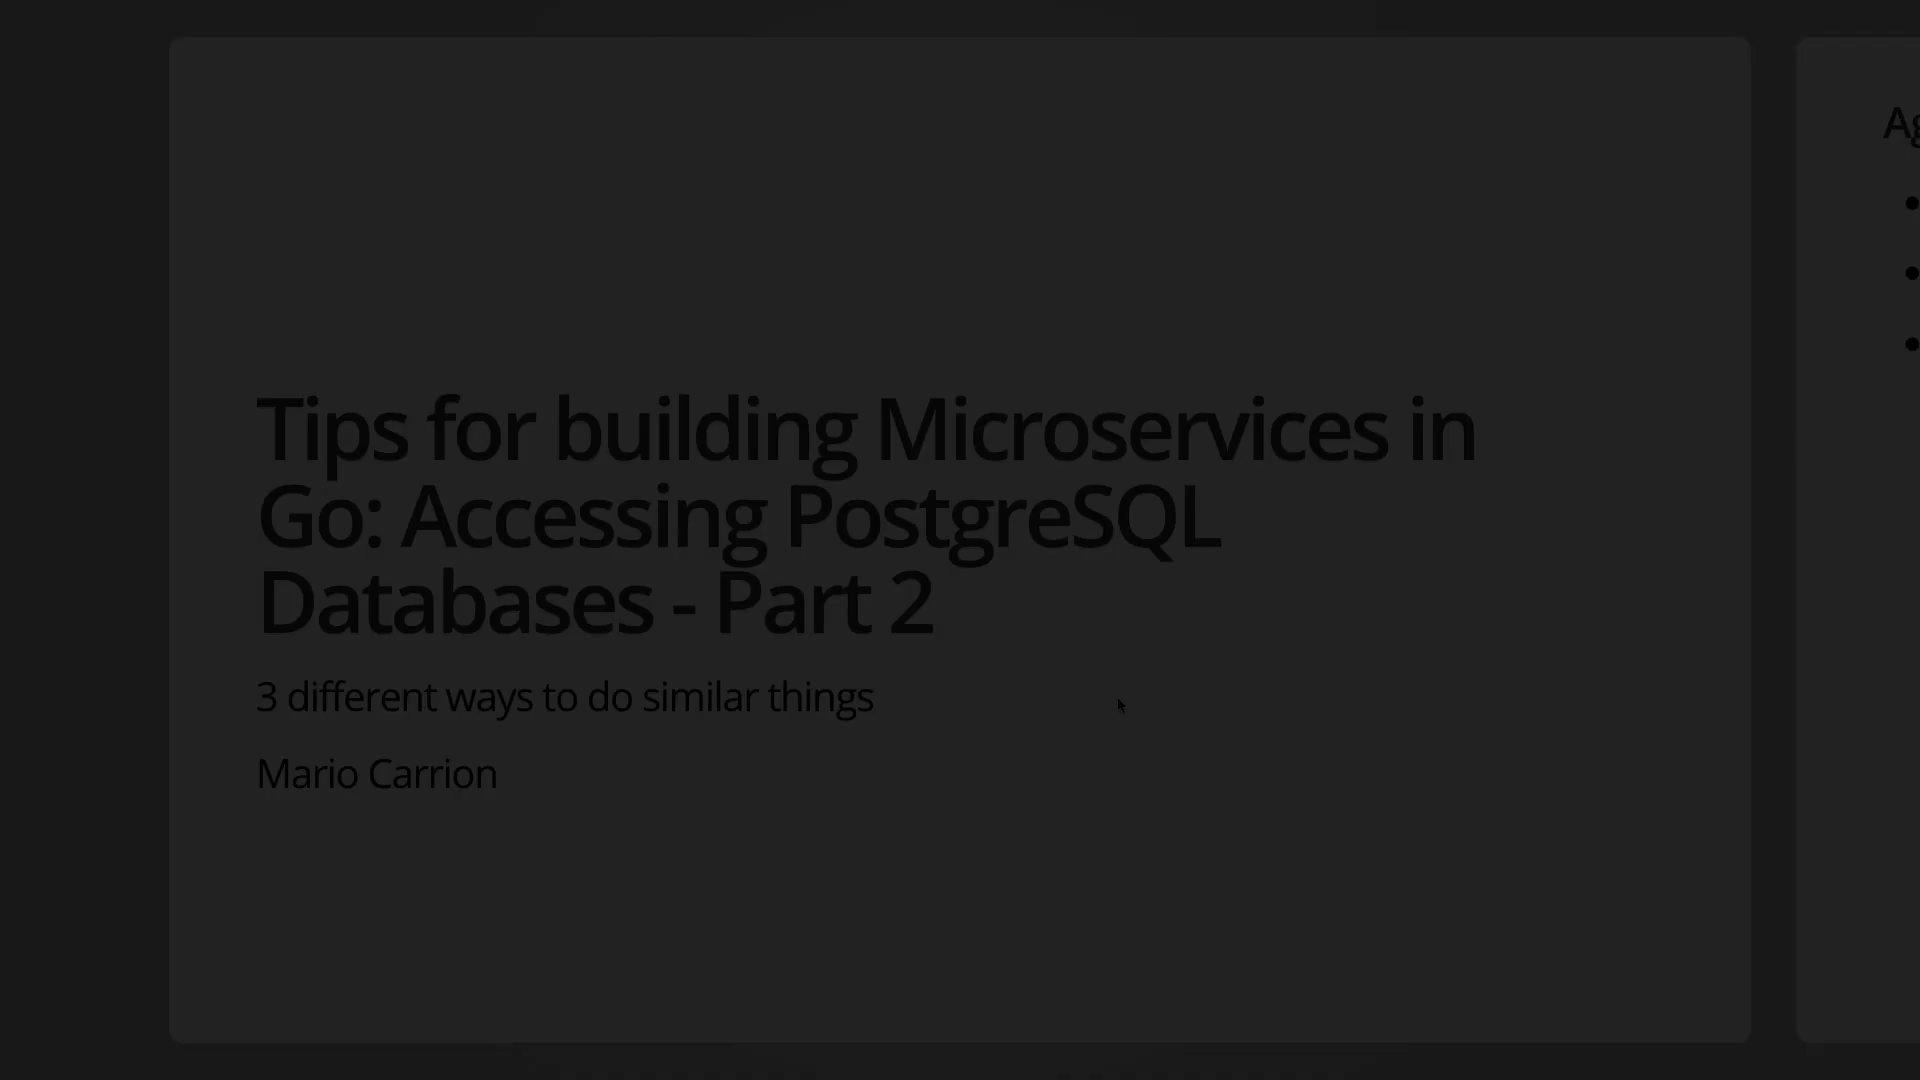 Tips for building Microservices in
Go: Accessing PostgreSQL
Databases - Part 2
3 different ways to do similar things
Mario Carrion